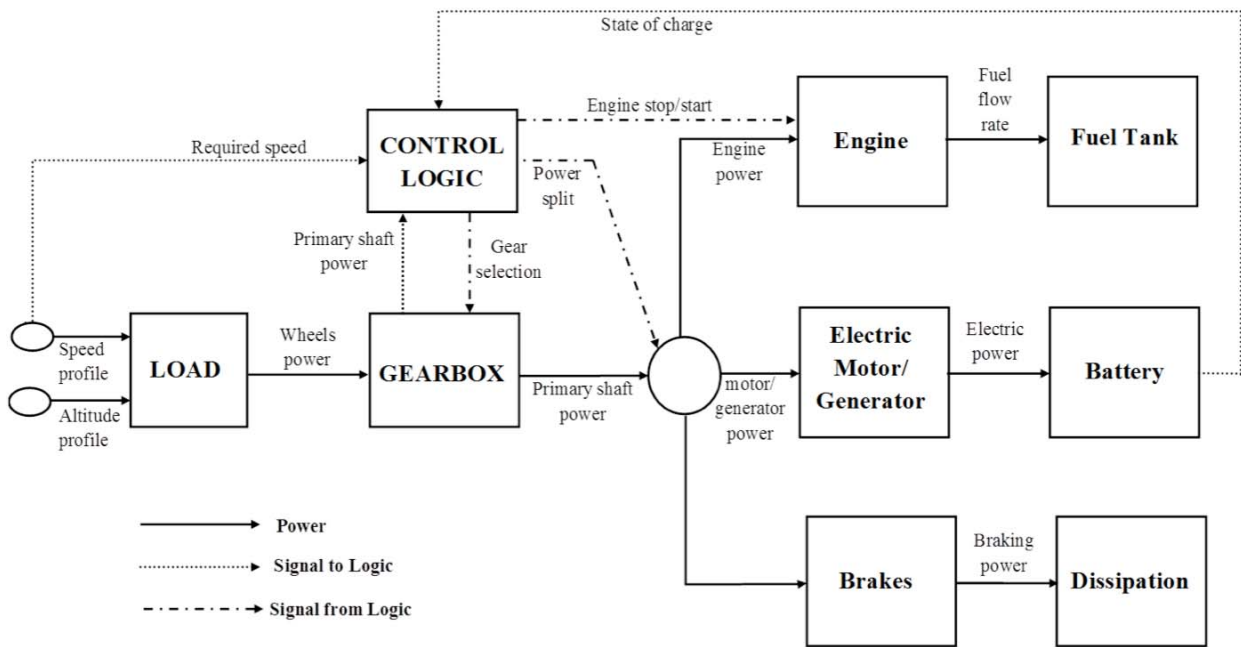 State of charge
Engine stop/start
Fuel
flow
rate
Required speed
CONTROL
LOGIC
Power
split
Engine
power
Engine
Fuel Tank
Primary shaft
power
Gear
selection
Speed
profile
Altitude
profile
LOAD
Wheels
power
GEARBOX
Primary shaft
power
motor/
generator
power
Electric
Motor/
Generator
Electric
power
Battery
Brakes
Braking
power
Dissipation
Power
Signal to Logic
Signal from Logic